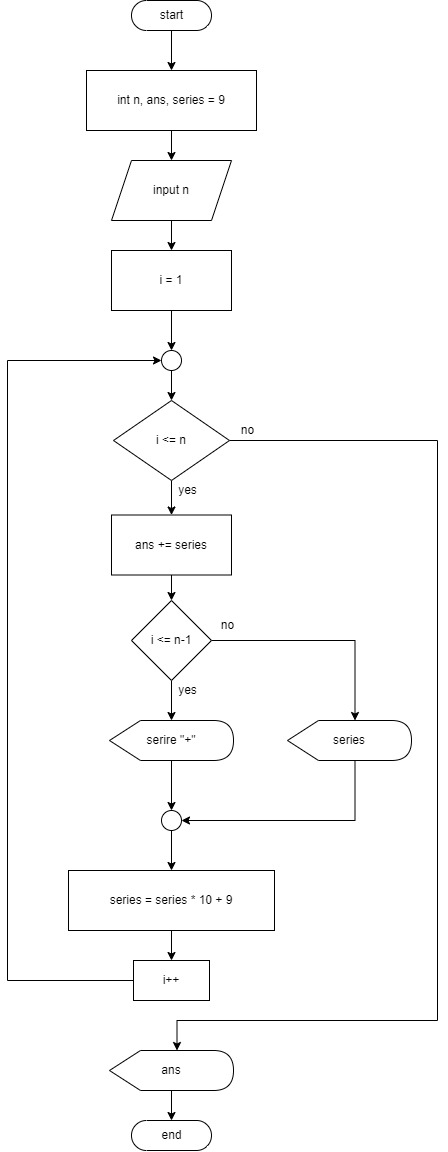 start
int n, ans, series = 9
input n
i = 1
i <= n
no
yes
ans += series
i <= n-1
no
yes
serire "+"
series
series = series * 10 + 9
i++
ans
end